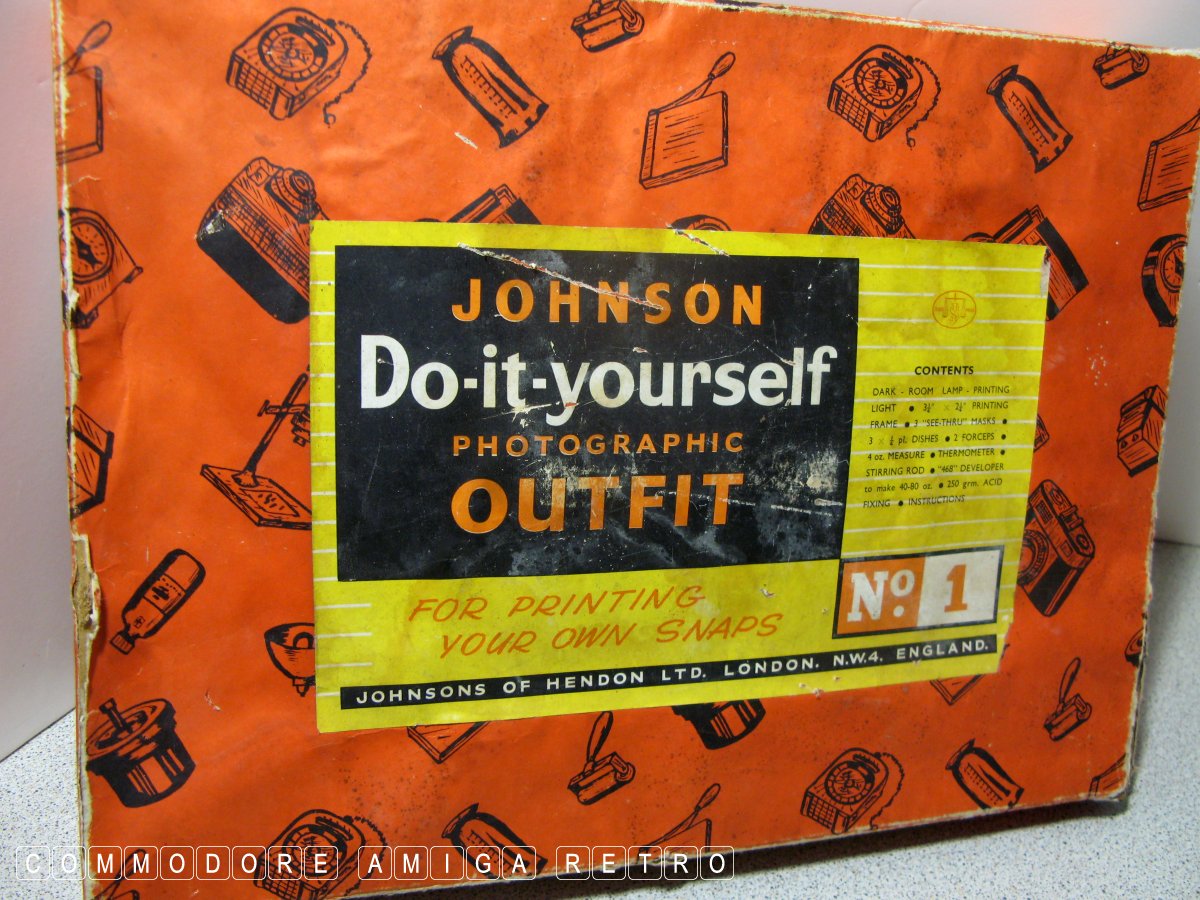 JOHNSON
Do-it-yourself
PHOTOGRAPHIC
OUTFIT
CONTENTS
DARK - ROOM LAMP - PRINTING
LIGHT • 3¼" × 2¼" PRINTING
FRAME • 3 "SEE-THRU" MASKS •
3 × ½ pl. DISHES • 2 FORCEPS •
4 oz. MEASURE • THERMOMETER •
STIRRING ROD • "468" DEVELOPER
to make 40-80 oz. • 250 grm. ACID
FIXING • INSTRUCTIONS
No. 1
FOR PRINTING
YOUR OWN SNAPS
JOHNSONS OF HENDON LTD. LONDON. N.W.4. ENGLAND.
COMMODORE AMIGA RETRO